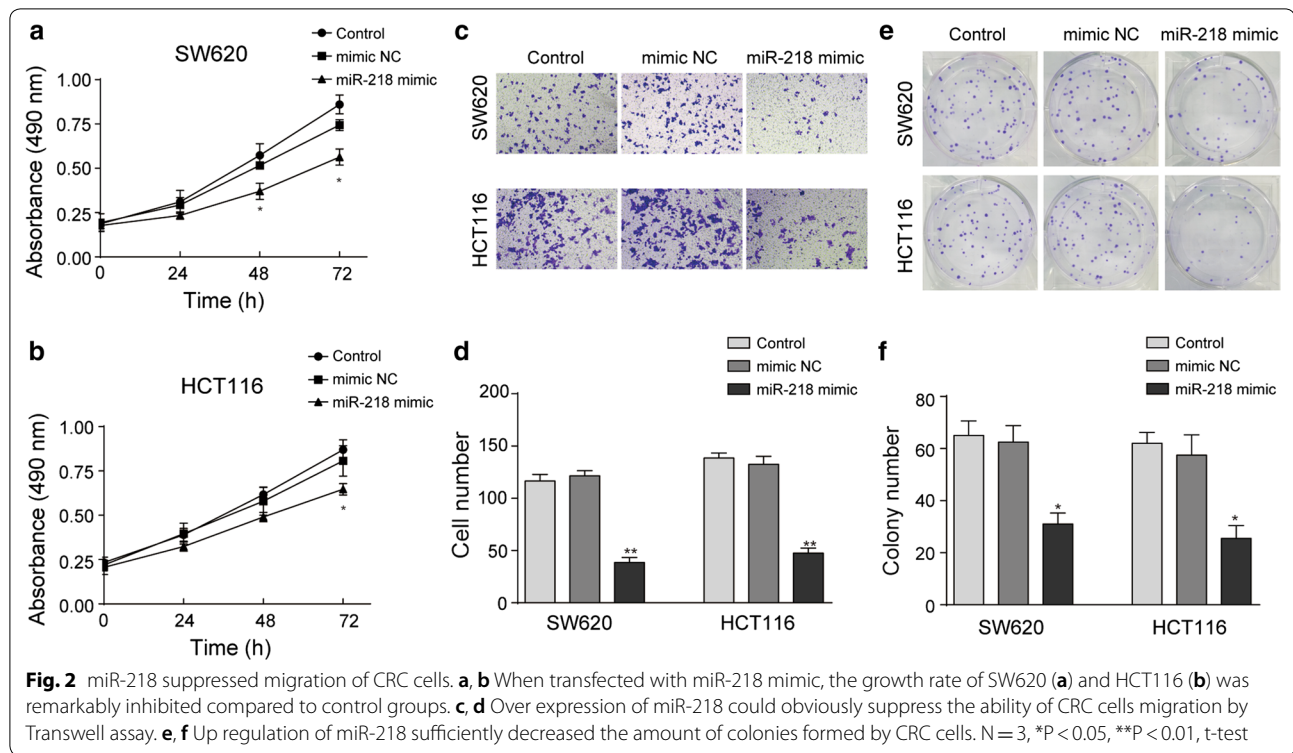 a
SW620
Control
mimic NC
miR-218 mimic
Absorbance (490 nm)
1.00
0.75
0.50
0.25
0.00
*
*
0 24 48 72
Time (h)
b
HCT116
Control
mimic NC
miR-218 mimic
Absorbance (490 nm)
1.00
0.75
0.50
0.25
0.00
*
0 24 48 72
Time (h)
c
Control mimic NC miR-218 mimic
SW620
HCT116
d
Control
mimic NC
miR-218 mimic
Cell number
200
150
100
50
0
**
**
SW620 HCT116
e
Control mimic NC miR-218 mimic
SW620
HCT116
f
Control
mimic NC
miR-218 mimic
Colony number
80
60
40
20
0
*
*
SW620 HCT116
Fig. 2 miR-218 suppressed migration of CRC cells. a, b When transfected with miR-218 mimic, the growth rate of SW620 (a) and HCT116 (b) was
remarkably inhibited compared to control groups. c, d Over expression of miR-218 could obviously suppress the ability of CRC cells migration by
Transwell assay. e, f Up regulation of miR-218 sufficiently decreased the amount of colonies formed by CRC cells. N = 3, *P < 0.05, **P < 0.01, t-test